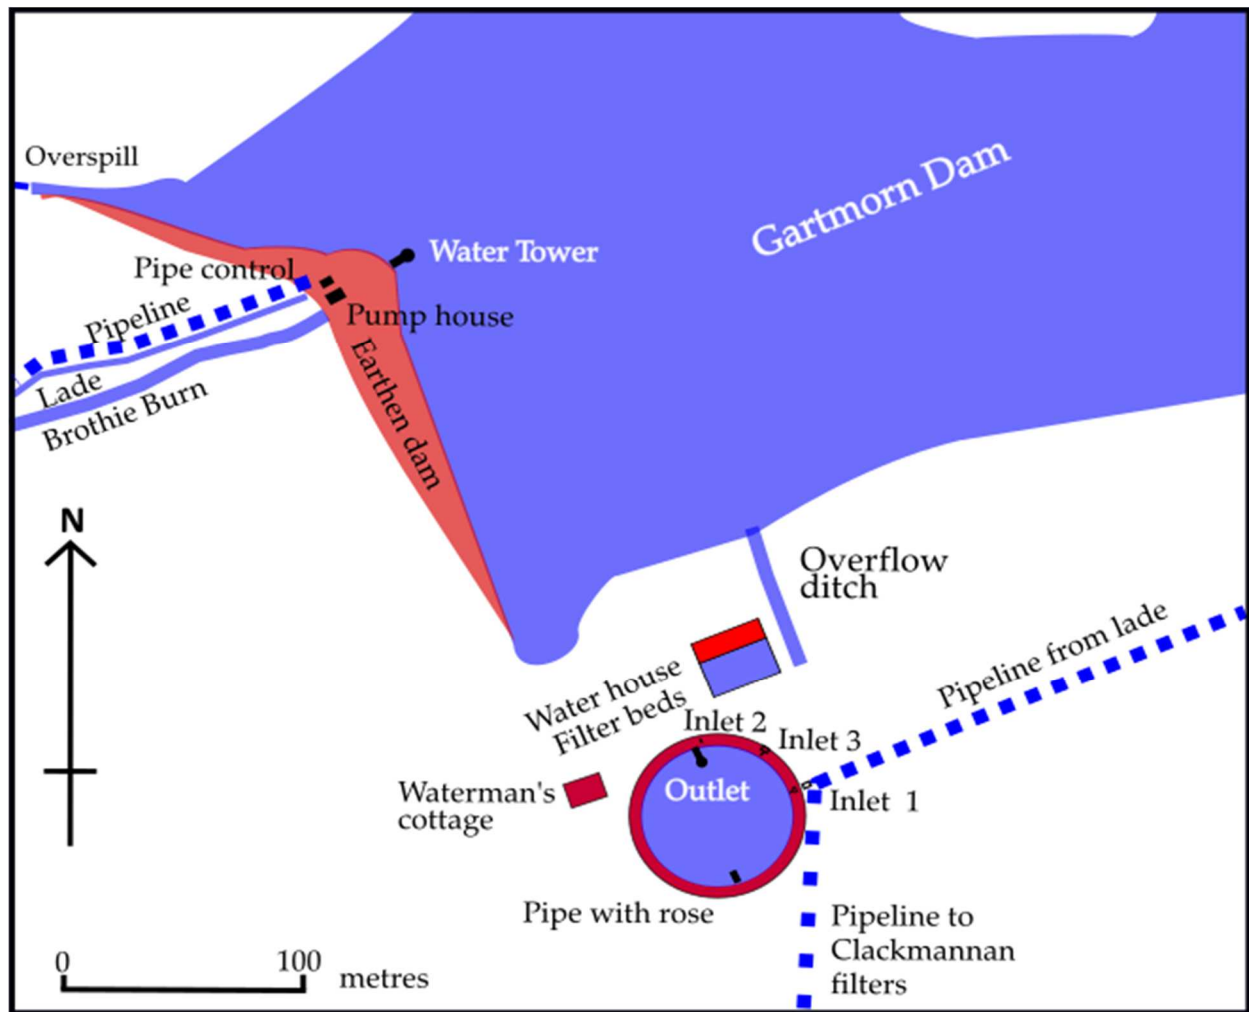 Overspill
Gartmorn Dam
Water Tower
Pipe control
Pipeline
Pump house
Lade
Brothie Burn
Earthen dam
N
Overflow
ditch
Pipeline from lade
Water house
Filter beds
Inlet 2
Inlet 3
Outlet
Inlet 1
Waterman's
cottage
Pipe with rose
Pipeline to
Clackmannan
filters
0 100 metres